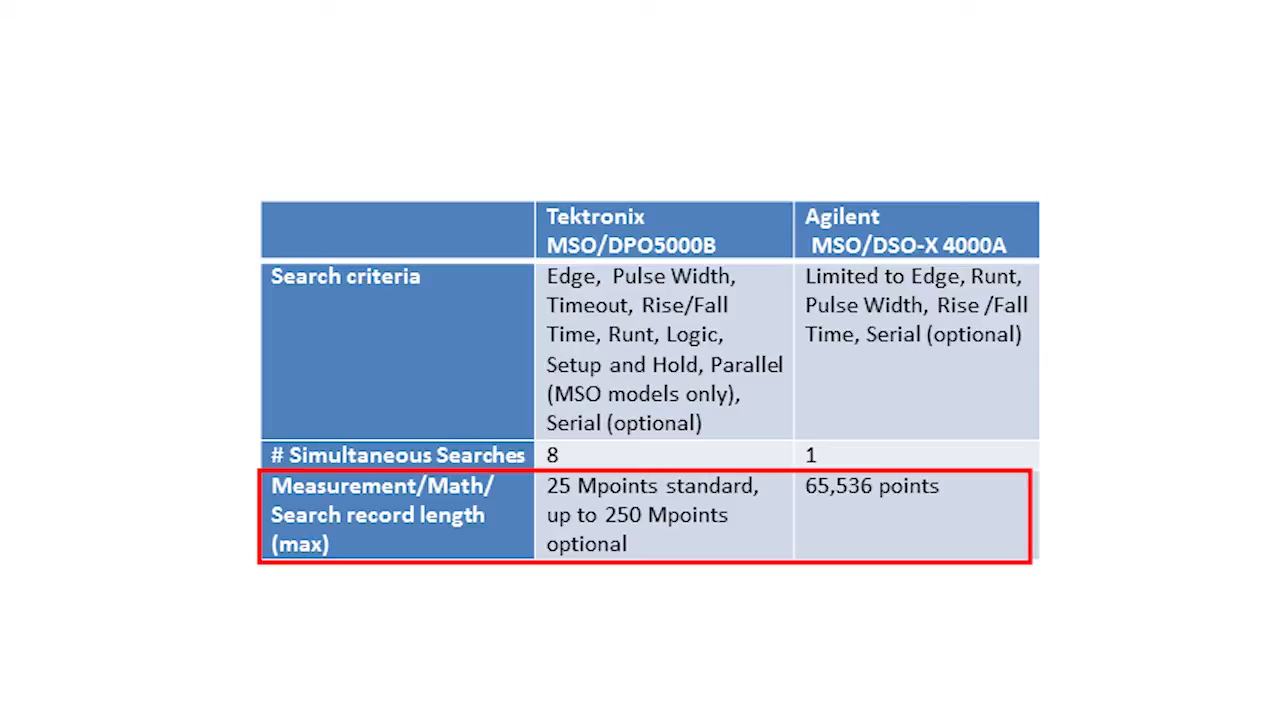 Tektronix
MSO/DPO5000B
Agilent
MSO/DSO-X 4000A
Search criteria
Edge, Pulse Width,
Timeout, Rise/Fall
Time, Runt, Logic,
Setup and Hold, Parallel
(MSO models only),
Serial (optional)
Limited to Edge, Runt,
Pulse Width, Rise /Fall
Time, Serial (optional)
# Simultaneous Searches
8
1
Measurement/Math/
Search record length
(max)
25 Mpoints standard,
up to 250 Mpoints
optional
65,536 points